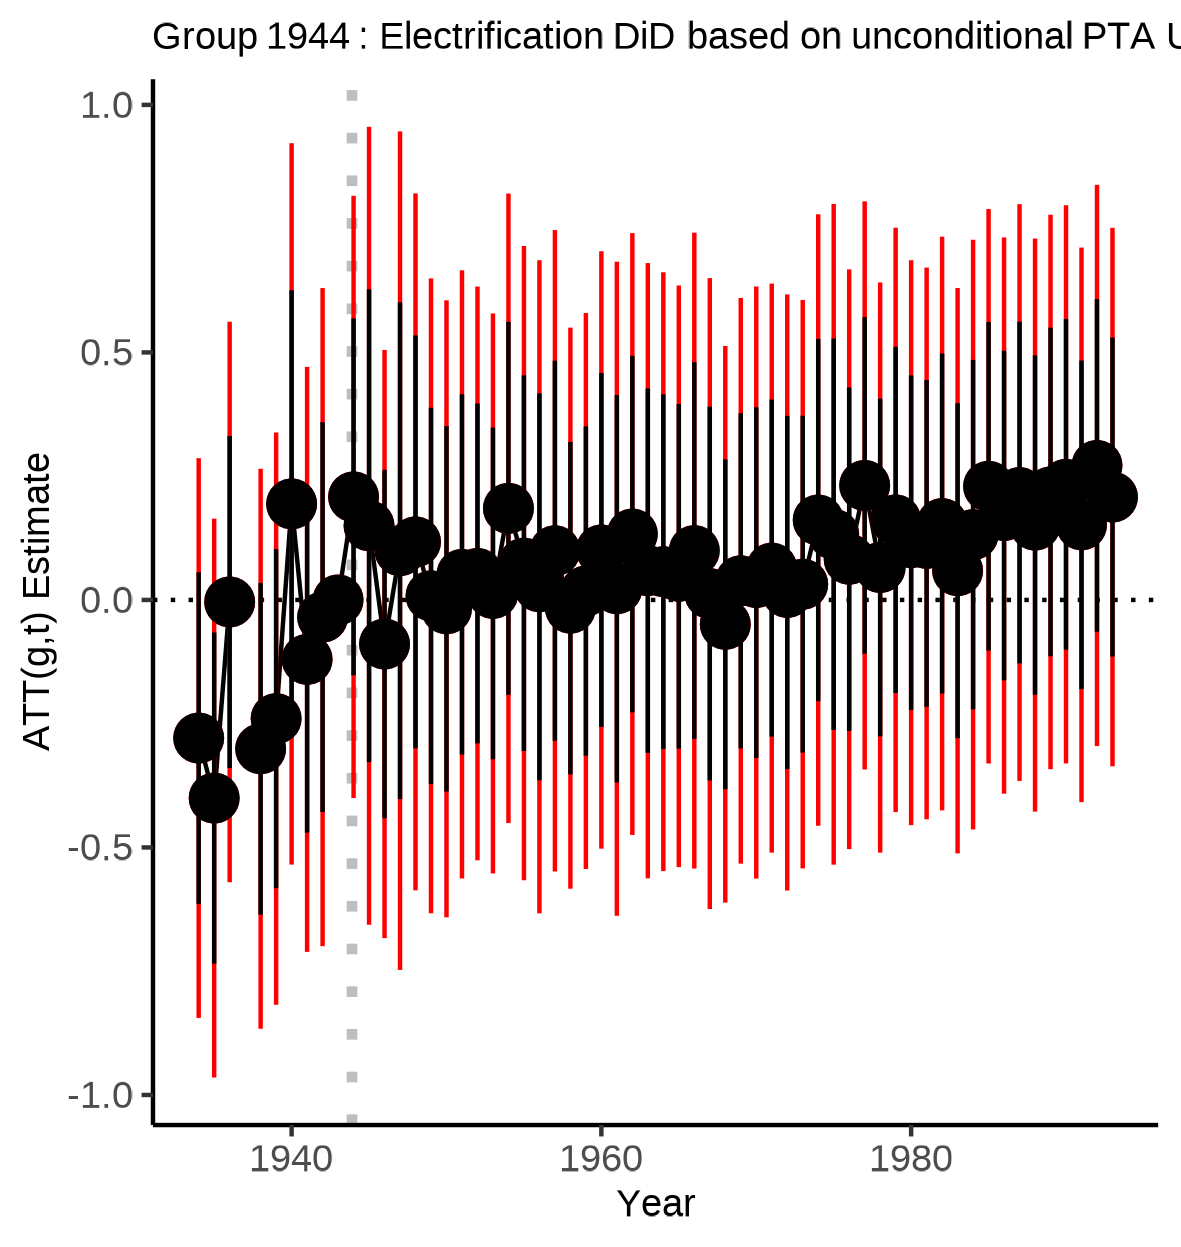 Group 1944 : Electrification DiD based on unconditional PTA
1.0
0.5
0.0
-0.5
-1.0
ATT(g,t) Estimate
1940
1960
1980
Year